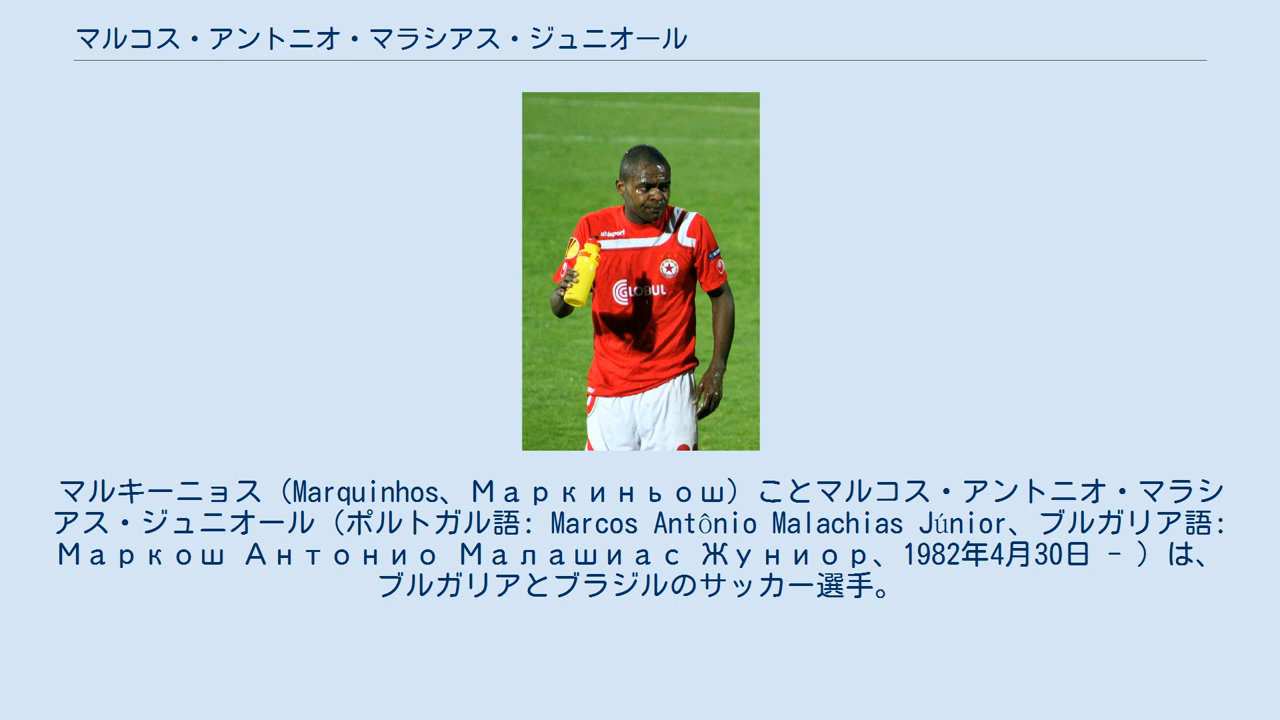 マルコス・アントニオ・マラシアス・ジュニオール
uhlsport
GLOBUL
マルキーニョス（Marquinhos、Маркиньош）ことマルコス・アントニオ・マラシ
アス・ジュニオール（ポルトガル語: Marcos Antônio Malachias Júnior、ブルガリア語:
Маркош Антонио Малашиас Жуниор、1982年4月30日 - ）は、
ブルガリアとブラジルのサッカー選手。